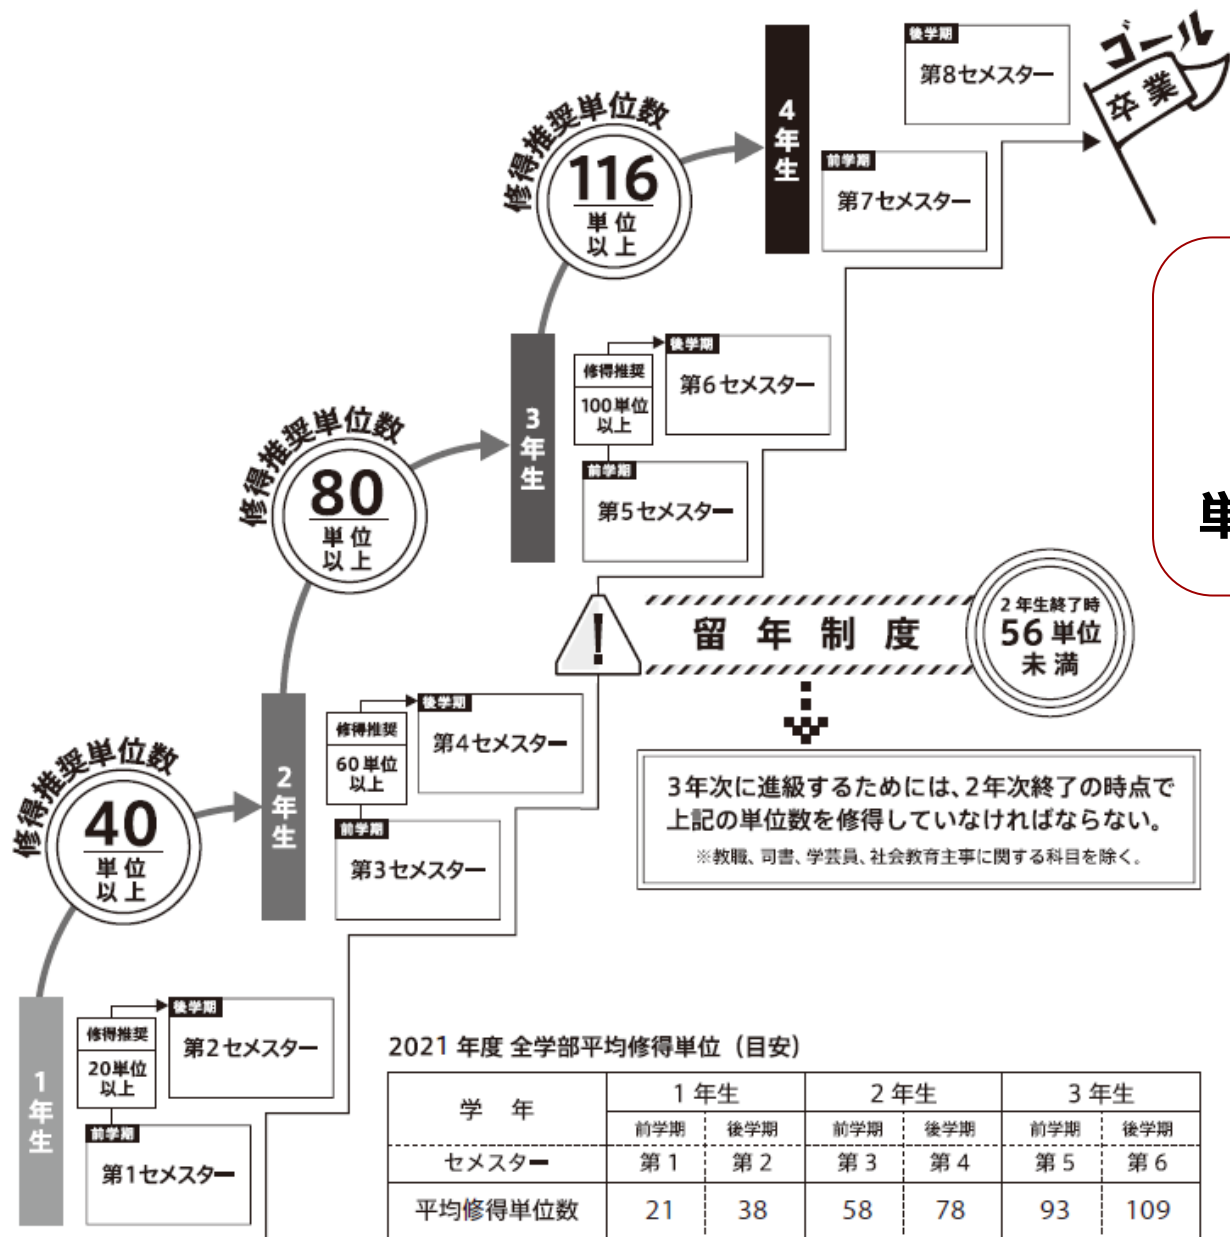 ゴール
卒業
後学期
第8セメスター
4年生
前学期
第7セメスター
修得推奨単位数
116
単位
以上
後学期
第6セメスター
修得推奨
100単位
以上
3年生
前学期
第5セメスター
修得推奨単位数
80
単位
以上
単
留年制度
2年生終了時
56単位
未満
!
3年次に進級するためには、2年次終了の時点で
上記の単位数を修得していなければならない。
※教職、司書、学芸員、社会教育主事に関する科目を除く。
後学期
第4セメスター
修得推奨
60単位
以上
2年生
前学期
第3セメスター
修得推奨単位数
40
単位
以上
後学期
第2セメスター
修得推奨
20単位
以上
1年生
前学期
第1セメスター
2021年度 全学部平均修得単位（目安）
学年 1年生 2年生 3年生
前学期 後学期 前学期 後学期 前学期 後学期
セメスター 第1 第2 第3 第4 第5 第6
平均修得単位数 21 38 58 78 93 109